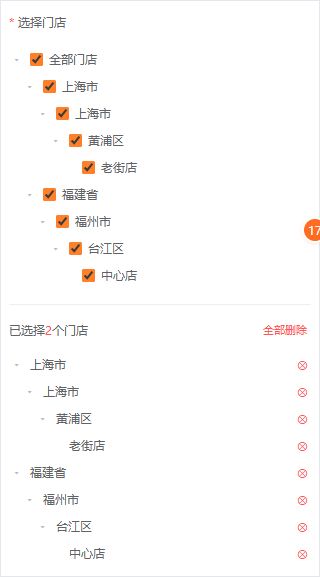 * 选择门店
全部门店
上海市
上海市
黄浦区
老街店
福建省
福州市
17
台江区
中心店
已选择2个门店 全部删除
上海市
上海市
黄浦区
老街店
福建省
福州市
台江区
中心店